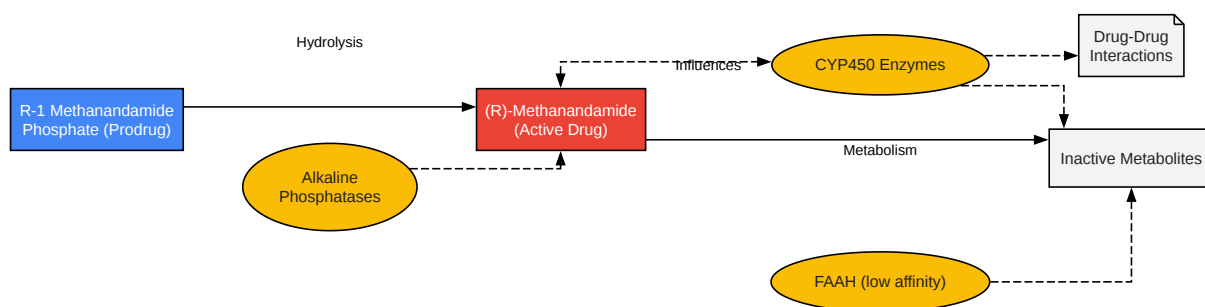 Hydrolysis
R-1 Methanandamide
Phosphate (Prodrug)
(R)-Methanandamide
(Active Drug)
Alkaline
Phosphatases
Influences
CYP450 Enzymes
Drug-Drug
Interactions
Metabolism
Inactive Metabolites
FAAH (low affinity)